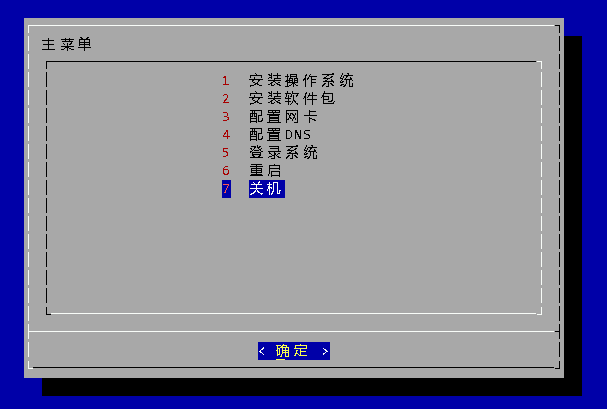 主菜单
1 安装操作系统
2 安装软件包
3 配置网卡
4 配置DNS
5 登录系统
6 重启
7 关机
< 确定 >